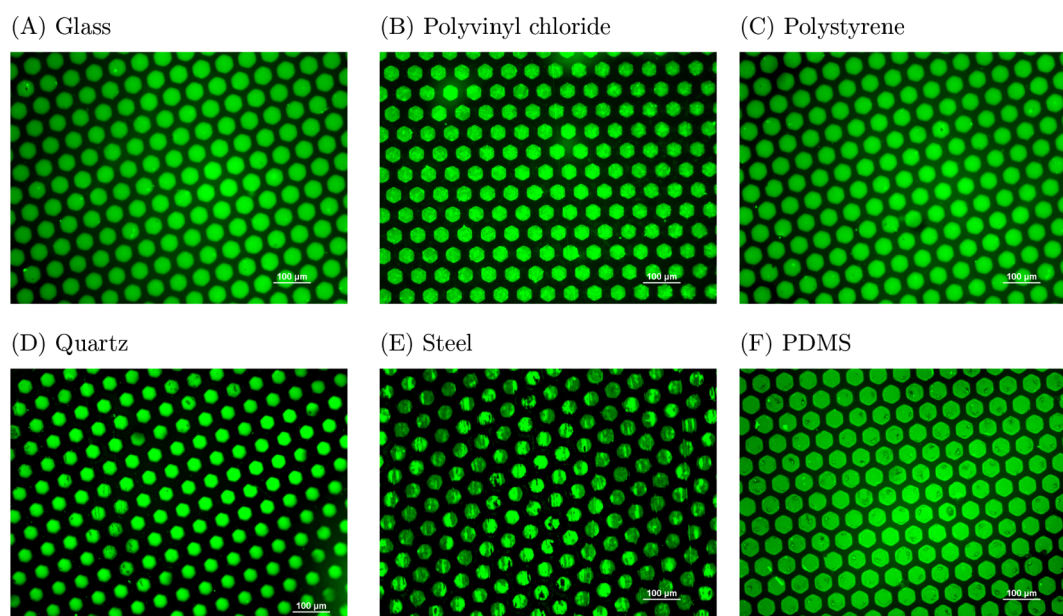 (A) Glass
(B) Polyvinyl chloride
(C) Polystyrene
100 µm
100 µm
100 µm
(D) Quartz
(E) Steel
(F) PDMS
100 µm
100 µm
100 µm